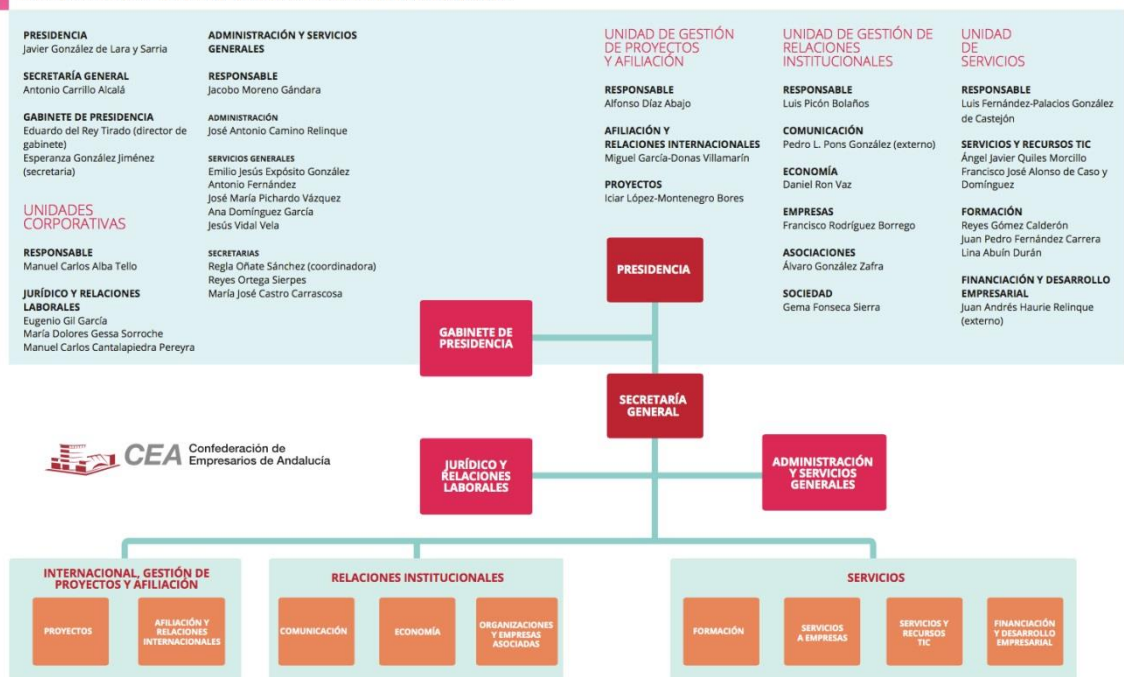 PRESIDENCIA
Javier González de Lara y Sarria
SECRETARÍA GENERAL
Antonio Carrillo Alcalá
GABINETE DE PRESIDENCIA
Eduardo del Rey Tirado (director de
gabinete)
Esperanza González Jiménez
(secretaria)
UNIDADES
CORPORATIVAS
RESPONSABLE
Manuel Carlos Alba Tello
JURÍDICO Y RELACIONES
LABORALES
Eugenio Gil García
María Dolores Gessa Sorroche
Manuel Carlos Cantalapiedra Pereyra
ADMINISTRACIÓN Y SERVICIOS
GENERALES
RESPONSABLE
Jacobo Moreno Gándara
ADMINISTRACIÓN
José Antonio Camino Relinque
SERVICIOS GENERALES
Emilio Jesús Expósito González
Antonio Fernández
José María Pichardo Vázquez
Ana Domínguez García
Jesús Vidal Vela
SECRETARIAS
Regla Oñate Sánchez (coordinadora)
Reyes Ortega Sierpes
María José Castro Carrascosa
UNIDAD DE GESTIÓN
DE PROYECTOS
Y AFILIACIÓN
RESPONSABLE
Alfonso Díaz Abajo
AFILIACIÓN Y
RELACIONES INTERNACIONALES
Miguel García-Donas Villamarín
PROYECTOS
Iciar López-Montenegro Bores
UNIDAD DE GESTIÓN DE
RELACIONES
INSTITUCIONALES
RESPONSABLE
Luis Picón Bolaños
COMUNICACIÓN
Pedro L. Pons González (externo)
ECONOMÍA
Daniel Ron Vaz
EMPRESAS
Francisco Rodríguez Borrego
ASOCIACIONES
Álvaro González Zafra
SOCIEDAD
Gema Fonseca Sierra
UNIDAD
DE
SERVICIOS
RESPONSABLE
Luis Fernández-Palacios González
de Castejón
SERVICIOS Y RECURSOS TIC
Ángel Javier Quiles Morcillo
Francisco José Alonso de Caso y
Domínguez
FORMACIÓN
Reyes Gómez Calderón
Juan Pedro Fernández Carrera
Lina Abuín Durán
FINANCIACIÓN Y DESARROLLO
EMPRESARIAL
Juan Andrés Haurie Relinque
(externo)
PRESIDENCIA
GABINETE DE
PRESIDENCIA
SECRETARÍA
GENERAL
CEA Confederación de
Empresarios de Andalucía
JURÍDICO Y
RELACIONES
LABORALES
ADMINISTRACIÓN
Y SERVICIOS
GENERALES
INTERNACIONAL, GESTIÓN DE
PROYECTOS Y AFILIACIÓN
PROYECTOS
AFILIACIÓN Y
RELACIONES
INTERNACIONALES
RELACIONES INSTITUCIONALES
COMUNICACIÓN
ECONOMÍA
ORGANIZACIONES
Y EMPRESAS
ASOCIADAS
SERVICIOS
FORMACIÓN
SERVICIOS
A EMPRESAS
SERVICIOS Y
RECURSOS
TIC
FINANCIACIÓN
Y DESARROLLO
EMPRESARIAL